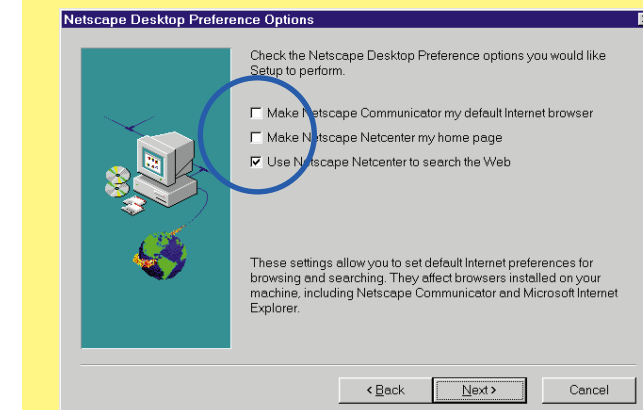 Netscape Desktop Preference Options
Check the Netscape Desktop Preference options you would like
Setup to perform.
Make Netscape Communicator my default Internet browser
Make Netscape Netcenter my home page
Use Netscape Netcenter to search the Web
These settings allow you to set default Internet preferences for
browsing and searching. They affect browsers installed on your
machine, including Netscape Communicator and Microsoft Internet
Explorer.
< Back
Next >
Cancel